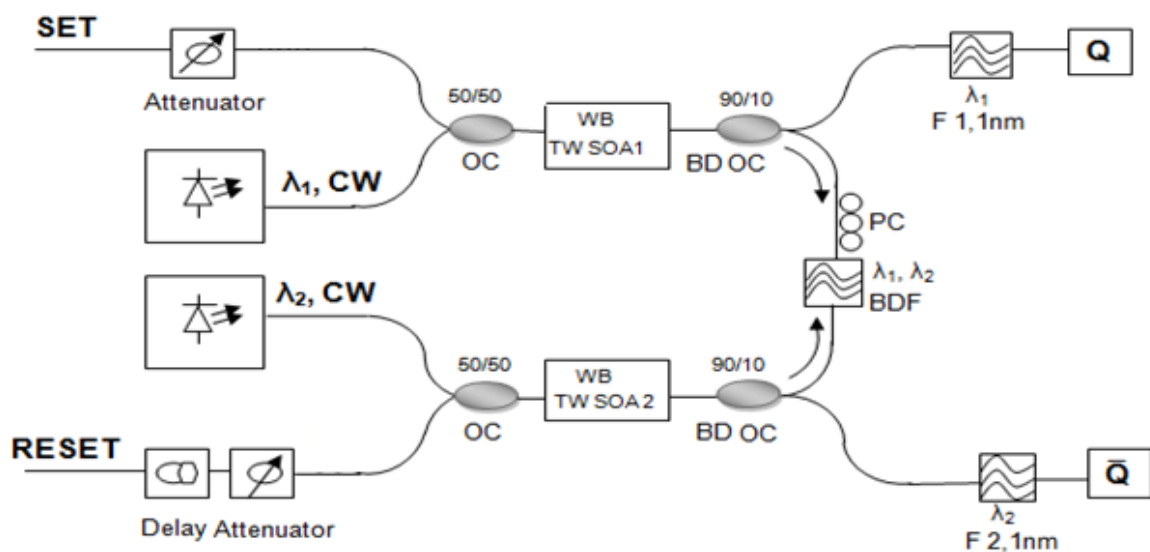 SET
Attenuator
λ₁, CW
50/50
OC
WB
TW SOA1
90/10
BD OC
λ₁
F 1,1nm
Q
PC
λ₁, λ₂
BDF
λ₂, CW
50/50
OC
WB
TW SOA2
90/10
BD OC
RESET
Delay Attenuator
λ₂
F 2,1nm
Q̅